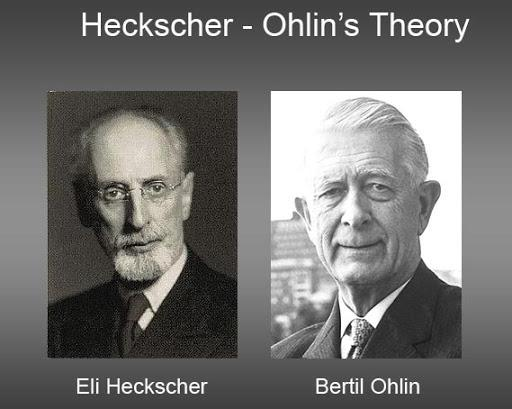 Heckscher - Ohlin’s Theory
Eli Heckscher
Bertil Ohlin